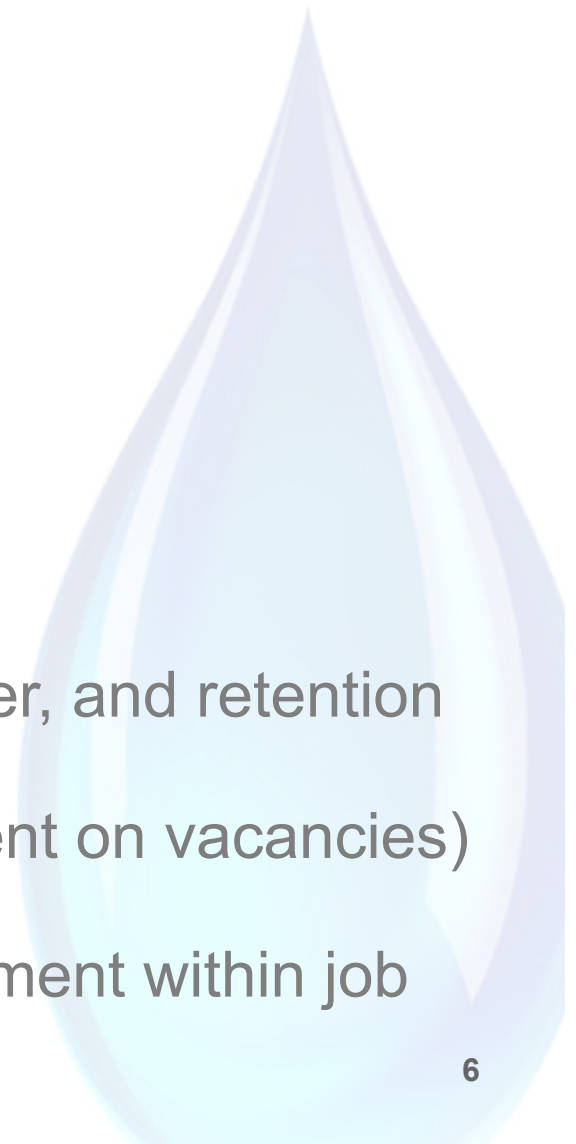 er, and retention
ent on vacancies)
ment within job
6